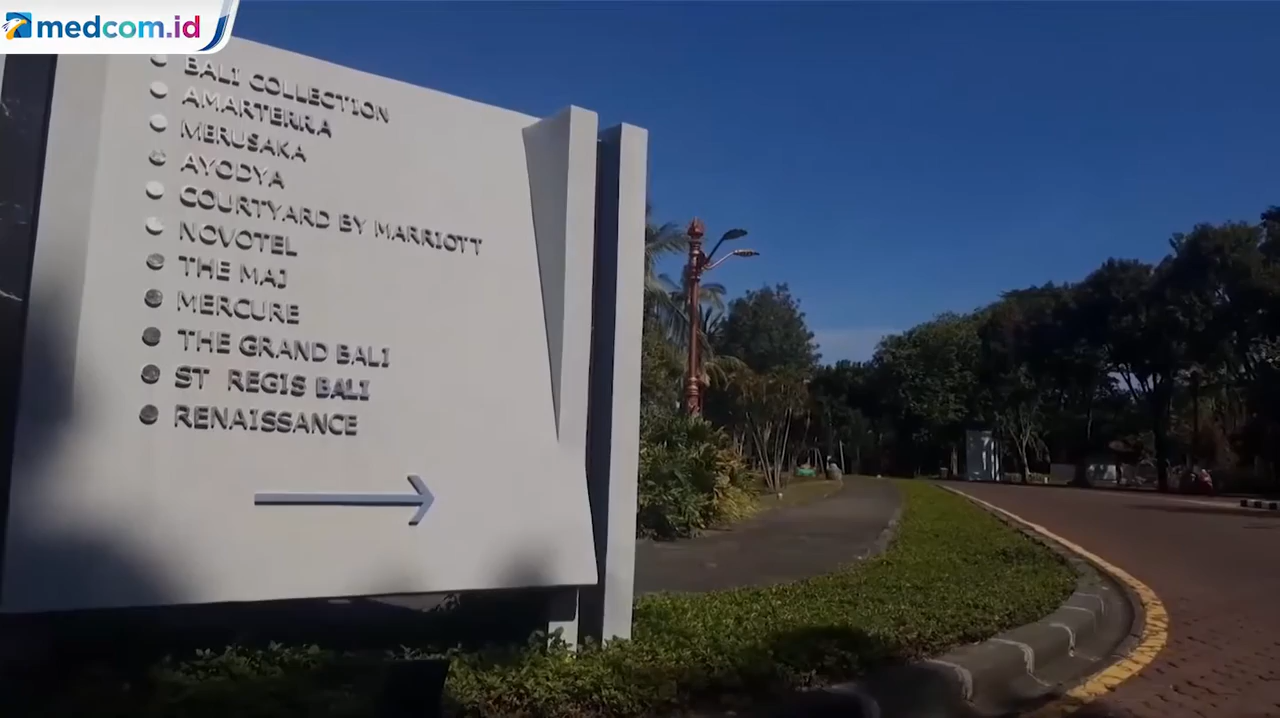 medcom.id
BALI COLLECTION
AMARTERRA
MERUSAKA
AYODYA
COURTYARD BY MARRIOTT
NOVOTEL
THE MAJ
MERCURE
THE GRAND BALI
ST REGIS BALI
RENAISSANCE